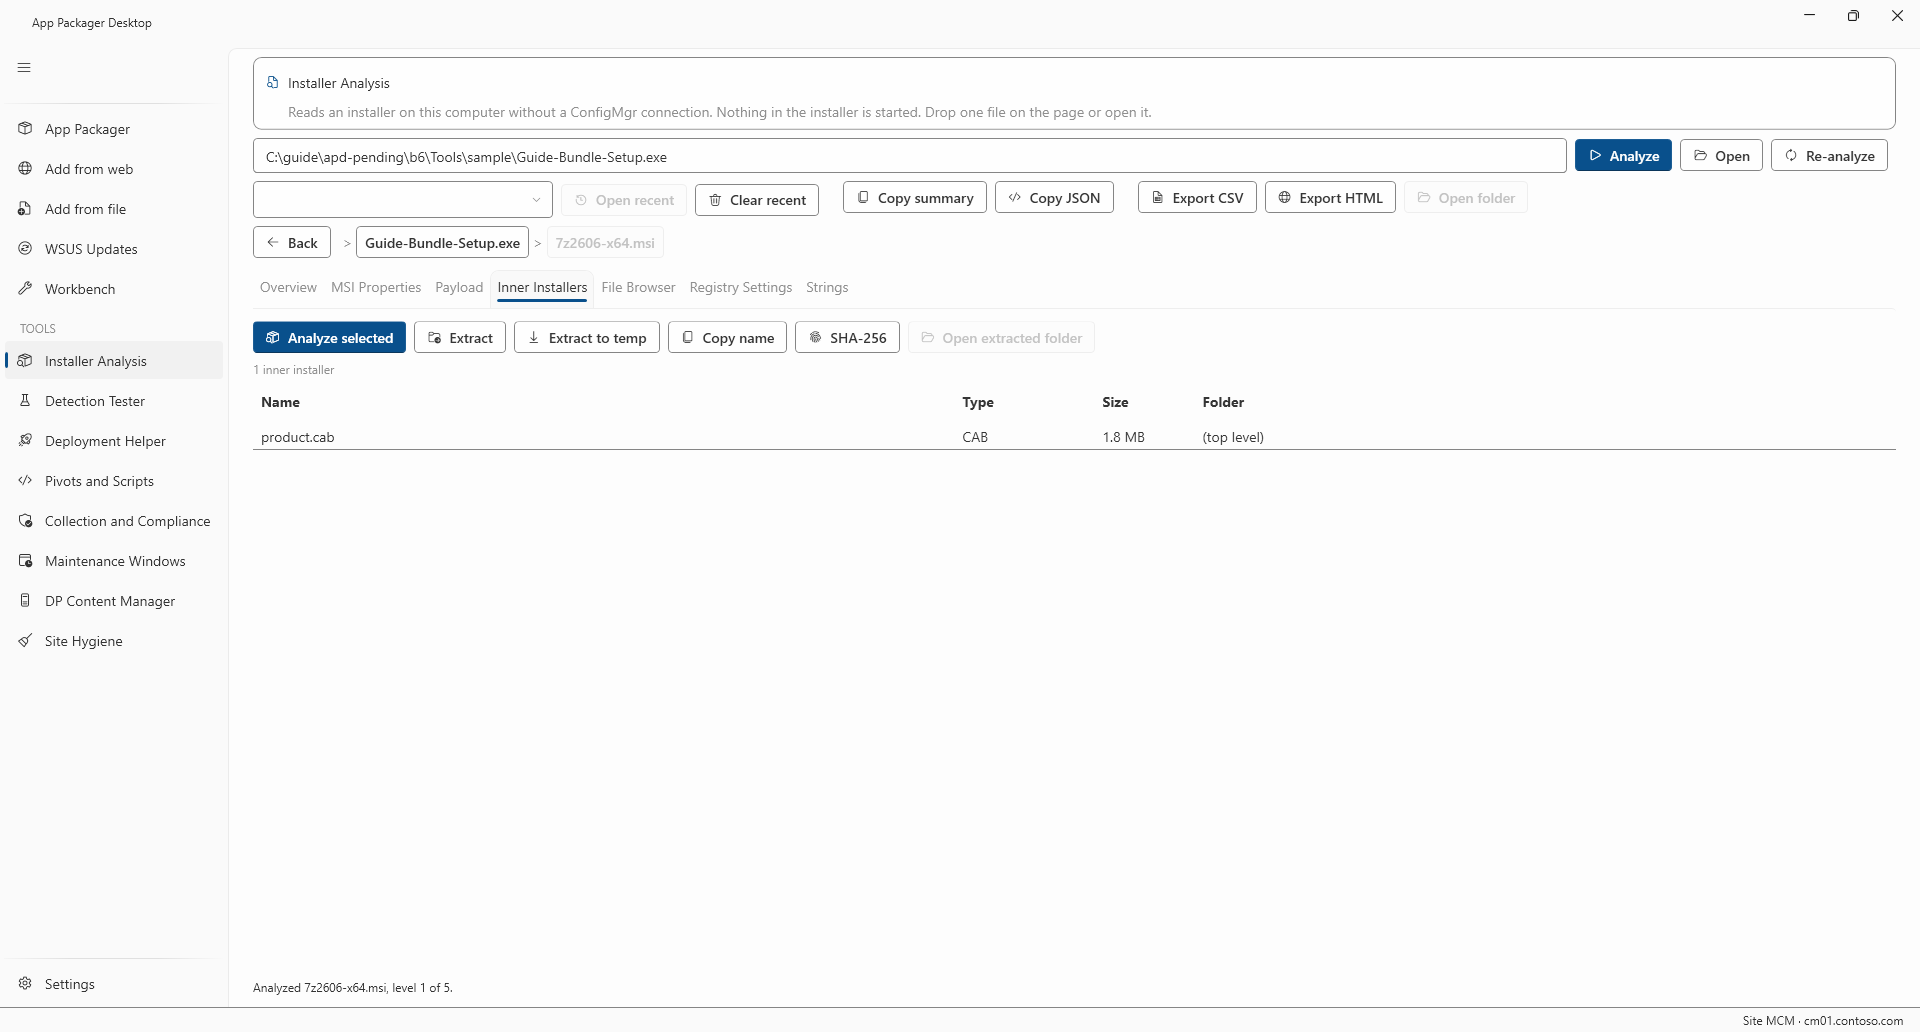 App Packager Desktop
App Packager
Add from web
Add from file
WSUS Updates
Workbench
TOOLS
Installer Analysis
Detection Tester
Deployment Helper
Pivots and Scripts
Collection and Compliance
Maintenance Windows
DP Content Manager
Site Hygiene
Settings
Installer Analysis
Reads an installer on this computer without a ConfigMgr connection. Nothing in the installer is started. Drop one file on the page or open it.
C:\guide\apd-pending\b6\Tools\sample\Guide-Bundle-Setup.exe Analyze Open Re-analyze
Open recent Clear recent Copy summary Copy JSON Export CSV Export HTML Open folder
Back > Guide-Bundle-Setup.exe > 7z2606-x64.msi
Overview MSI Properties Payload Inner Installers File Browser Registry Settings Strings
Analyze selected Extract Extract to temp Copy name SHA-256 Open extracted folder
1 inner installer
Name Type Size Folder
product.cab CAB 1.8 MB (top level)
Analyzed 7z2606-x64.msi, level 1 of 5.
Site MCM · cm01.contoso.com